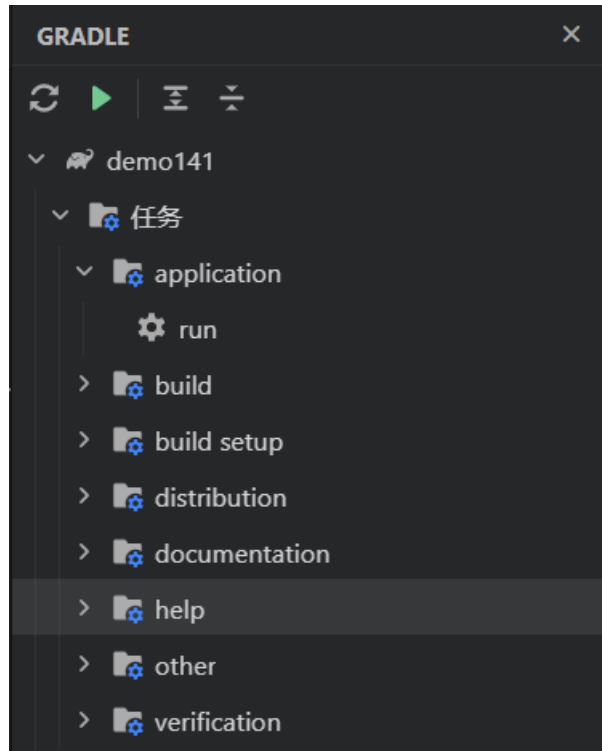 GRADLE
demo141
任务
application
run
build
build setup
distribution
documentation
help
other
verification